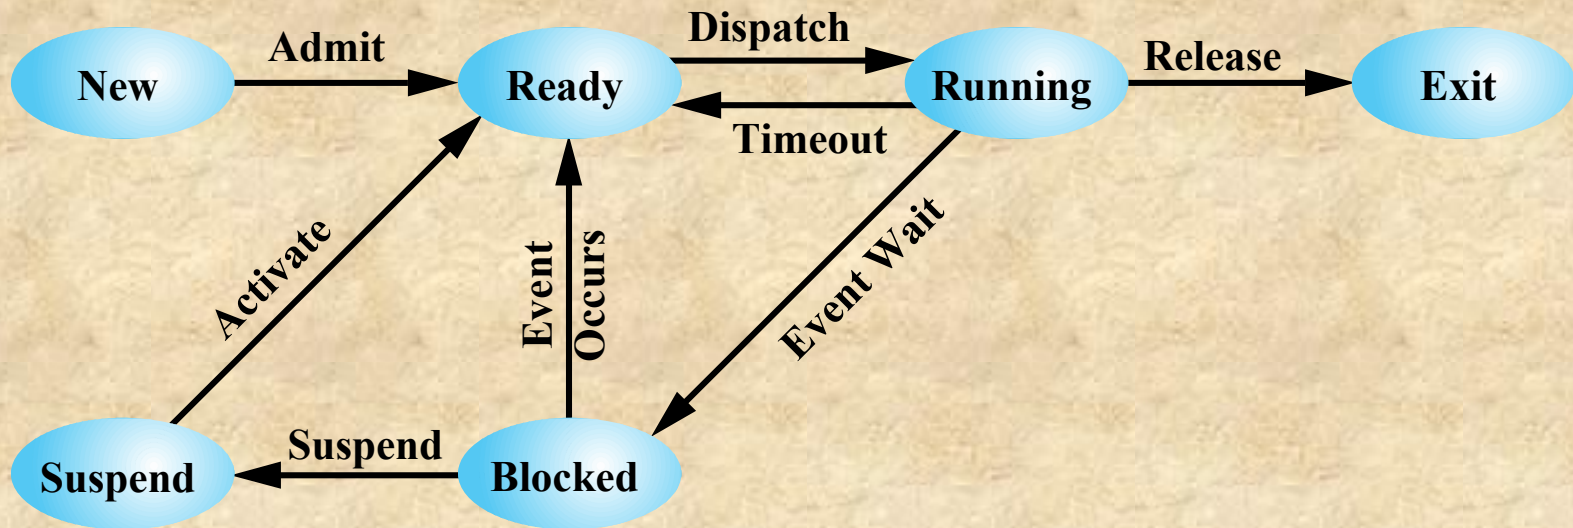 Dispatch
Admit
Release
New
Ready
Running
Exit
Timeout
Activate
Event
Occurs
Event Wait
Suspend
Suspend
Blocked